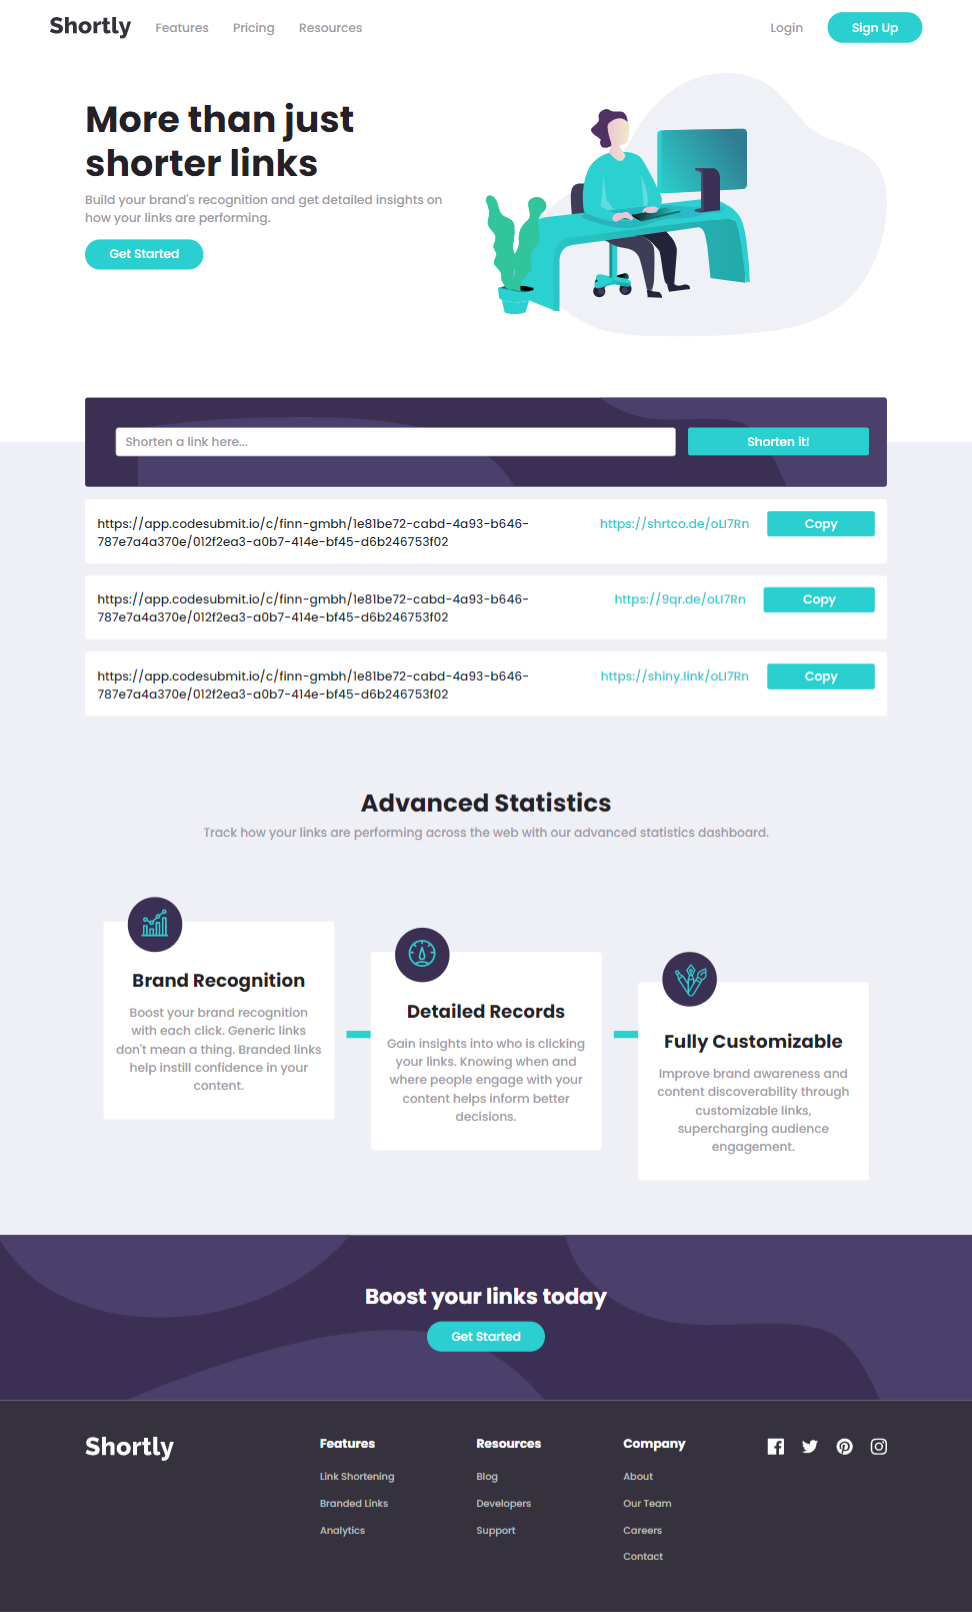 Shortly
Features
Pricing
Resources
Login
Sign Up
More than just
shorter links
Build your brand's recognition and get detailed insights on
how your links are performing.
Get Started
Shorten a link here...
Shorten it!
https://app.codesubmit.io/c/finn-gmbh/1e81be72-cabd-4a93-b646-
787e7a4a370e/012f2ea3-a0b7-414e-bf45-d6b246753f02
https://shrtco.de/oLI7Rn
Copy
https://app.codesubmit.io/c/finn-gmbh/1e81be72-cabd-4a93-b646-
787e7a4a370e/012f2ea3-a0b7-414e-bf45-d6b246753f02
https://9qr.de/oLI7Rn
Copy
https://app.codesubmit.io/c/finn-gmbh/1e81be72-cabd-4a93-b646-
787e7a4a370e/012f2ea3-a0b7-414e-bf45-d6b246753f02
https://shiny.link/oLI7Rn
Copy
Advanced Statistics
Track how your links are performing across the web with our advanced statistics dashboard.
Brand Recognition
Boost your brand recognition
with each click. Generic links
don't mean a thing. Branded links
help instill confidence in your
content.
Detailed Records
Gain insights into who is clicking
your links. Knowing when and
where people engage with your
content helps inform better
decisions.
Fully Customizable
Improve brand awareness and
content discoverability through
customizable links,
supercharging audience
engagement.
Boost your links today
Get Started
Shortly
Features
Link Shortening
Branded Links
Analytics
Resources
Blog
Developers
Support
Company
About
Our Team
Careers
Contact